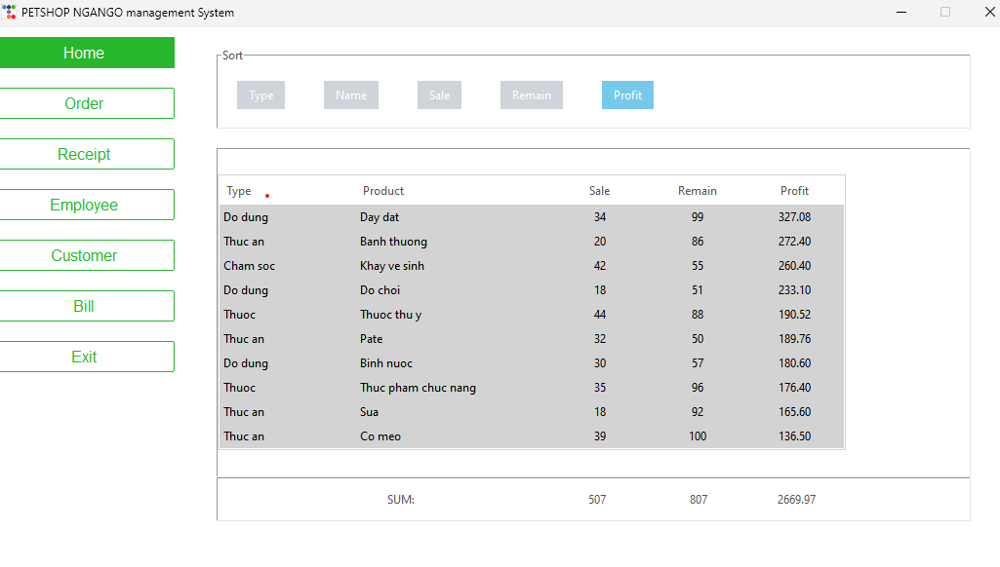 PETSHOP NGANGO management System
Home
Order
Receipt
Employee
Customer
Bill
Exit
Sort
Type Name Sale Remain Profit
Type Product Sale Remain Profit
Do dung Day dat 34 99 327.08
Thuc an Banh thuong 20 86 272.40
Cham soc Khay ve sinh 42 55 260.40
Do dung Do choi 18 51 233.10
Thuoc Thuoc thu y 44 88 190.52
Thuc an Pate 32 50 189.76
Do dung Binh nuoc 30 57 180.60
Thuoc Thuc pham chuc nang 35 96 176.40
Thuc an Sua 18 92 165.60
Thuc an Co meo 39 100 136.50
SUM: 507 807 2669.97